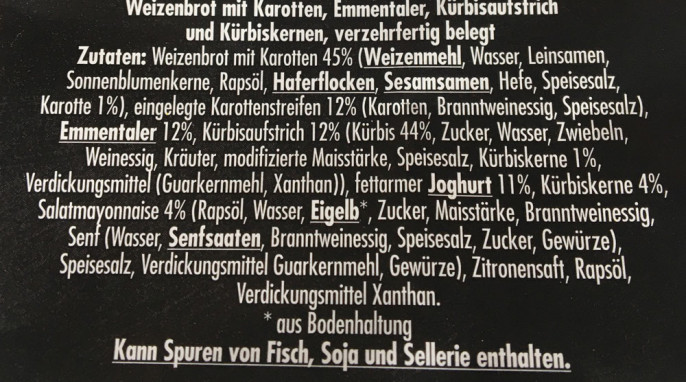 Weizenbrot mit Karotten, Emmentaler, Kürbisaufstrich
und Kürbiskernen, verzehrfertig belegt
Zutaten: Weizenbrot mit Karotten 45% (Weizenmehl, Wasser, Leinsamen,
Sonnenblumenkerne, Rapsöl, Haferflocken, Sesamsamen, Hefe, Speisesalz,
Karotte 1%), eingelegte Karottenstreifen 12% (Karotten, Branntweinessig, Speisesalz),
Emmentaler 12%, Kürbisaufstrich 12% (Kürbis 44%, Zucker, Wasser, Zwiebeln,
Weinessig, Kräuter, modifizierte Maisstärke, Speisesalz, Kürbiskerne 1%,
Verdickungsmittel (Guarkernmehl, Xanthan)), fettarmer Joghurt 11%, Kürbiskerne 4%,
Salatmayonnaise 4% (Rapsöl, Wasser, Eigelb*, Zucker, Maisstärke, Branntweinessig,
Senf (Wasser, Senfsaaten, Branntweinessig, Speisesalz, Zucker, Gewürze),
Speisesalz, Verdickungsmittel Guarkernmehl, Gewürze), Zitronensaft, Rapsöl,
Verdickungsmittel Xanthan.
* aus Bodenhaltung
Kann Spuren von Fisch, Soja und Sellerie enthalten.